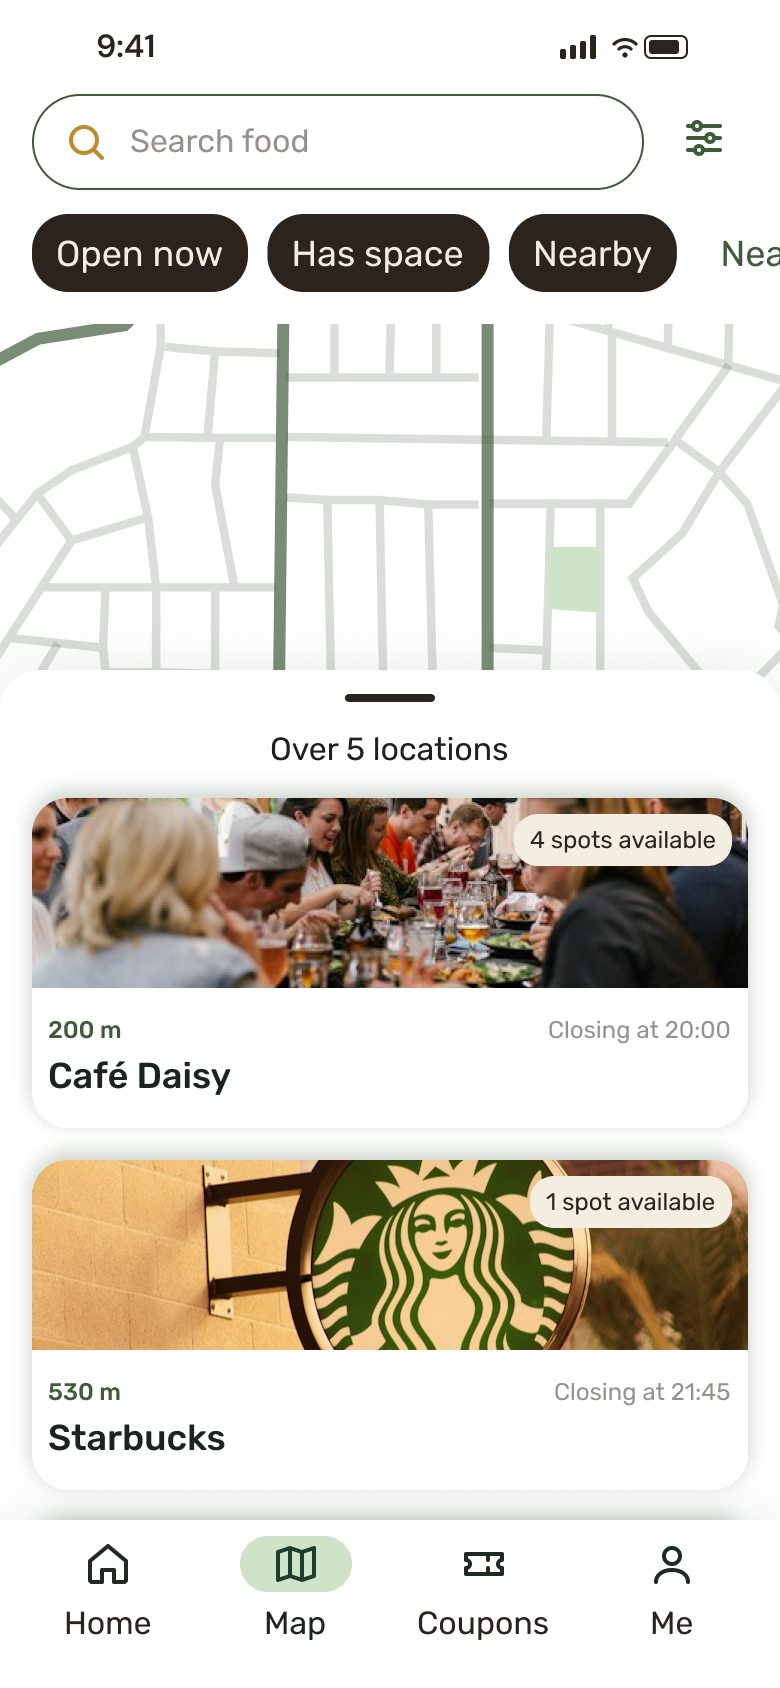 9:41
Search food
Open now
Has space
Nearby
Over 5 locations
4 spots available
200 m
Closing at 20:00
Café Daisy
1 spot available
530 m
Closing at 21:45
Starbucks
Home
Map
Coupons
Me